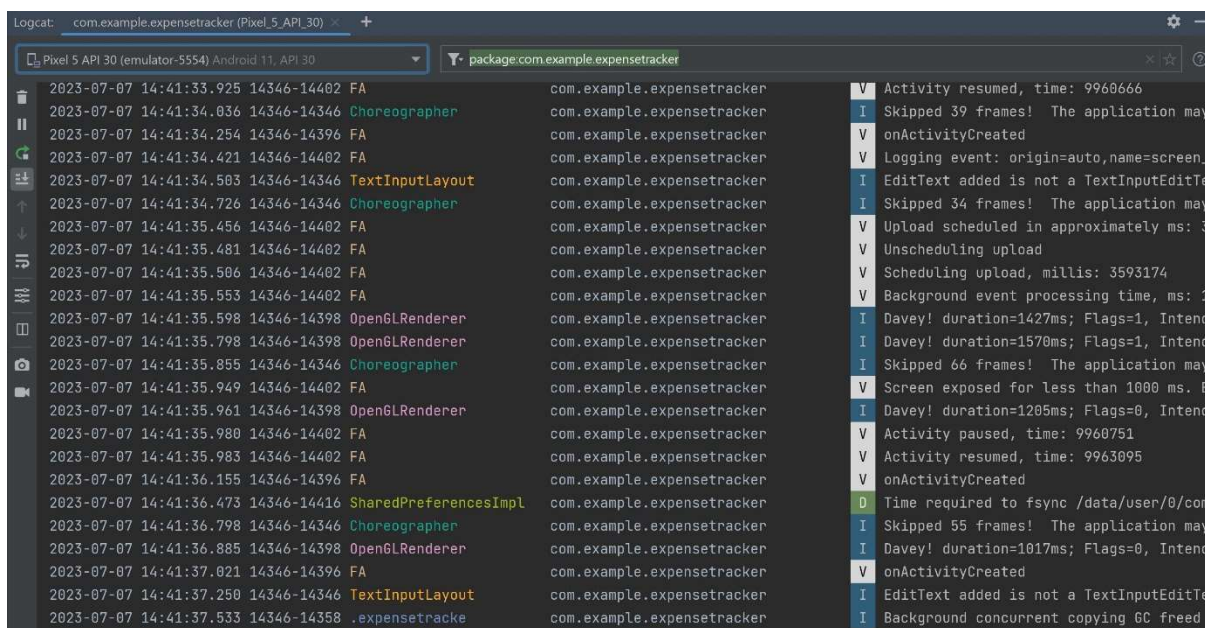 Logcat: com.example.expensetracker (Pixel_5_API_30) × +
Pixel 5 API 30 (emulator-5554) Android 11, API 30 package:com.example.expensetracker
2023-07-07 14:41:33.925 14346-14402 FA com.example.expensetracker V Activity resumed, time: 9960666
2023-07-07 14:41:34.036 14346-14346 Choreographer com.example.expensetracker I Skipped 39 frames! The application may
2023-07-07 14:41:34.254 14346-14396 FA com.example.expensetracker V onActivityCreated
2023-07-07 14:41:34.421 14346-14402 FA com.example.expensetracker V Logging event: origin=auto,name=screen_
2023-07-07 14:41:34.503 14346-14346 TextInputLayout com.example.expensetracker I EditText added is not a TextInputEditTe
2023-07-07 14:41:34.726 14346-14346 Choreographer com.example.expensetracker I Skipped 34 frames! The application may
2023-07-07 14:41:35.456 14346-14402 FA com.example.expensetracker V Upload scheduled in approximately ms: 3
2023-07-07 14:41:35.481 14346-14402 FA com.example.expensetracker V Unscheduling upload
2023-07-07 14:41:35.506 14346-14402 FA com.example.expensetracker V Scheduling upload, millis: 3593174
2023-07-07 14:41:35.553 14346-14402 FA com.example.expensetracker V Background event processing time, ms: 1
2023-07-07 14:41:35.598 14346-14398 OpenGLRenderer com.example.expensetracker I Davey! duration=1427ms; Flags=1, Intend
2023-07-07 14:41:35.798 14346-14398 OpenGLRenderer com.example.expensetracker I Davey! duration=1570ms; Flags=1, Intend
2023-07-07 14:41:35.855 14346-14346 Choreographer com.example.expensetracker I Skipped 66 frames! The application may
2023-07-07 14:41:35.949 14346-14402 FA com.example.expensetracker V Screen exposed for less than 1000 ms. E
2023-07-07 14:41:35.961 14346-14398 OpenGLRenderer com.example.expensetracker I Davey! duration=1205ms; Flags=0, Intend
2023-07-07 14:41:35.980 14346-14402 FA com.example.expensetracker V Activity paused, time: 9960751
2023-07-07 14:41:35.983 14346-14402 FA com.example.expensetracker V Activity resumed, time: 9963095
2023-07-07 14:41:36.155 14346-14396 FA com.example.expensetracker V onActivityCreated
2023-07-07 14:41:36.473 14346-14416 SharedPreferencesImpl com.example.expensetracker D Time required to fsync /data/user/0/com
2023-07-07 14:41:36.798 14346-14346 Choreographer com.example.expensetracker I Skipped 55 frames! The application may
2023-07-07 14:41:36.885 14346-14398 OpenGLRenderer com.example.expensetracker I Davey! duration=1017ms; Flags=0, Intend
2023-07-07 14:41:37.021 14346-14396 FA com.example.expensetracker V onActivityCreated
2023-07-07 14:41:37.250 14346-14346 TextInputLayout com.example.expensetracker I EditText added is not a TextInputEditTe
2023-07-07 14:41:37.533 14346-14358 .expensetracke com.example.expensetracker I Background concurrent copying GC freed